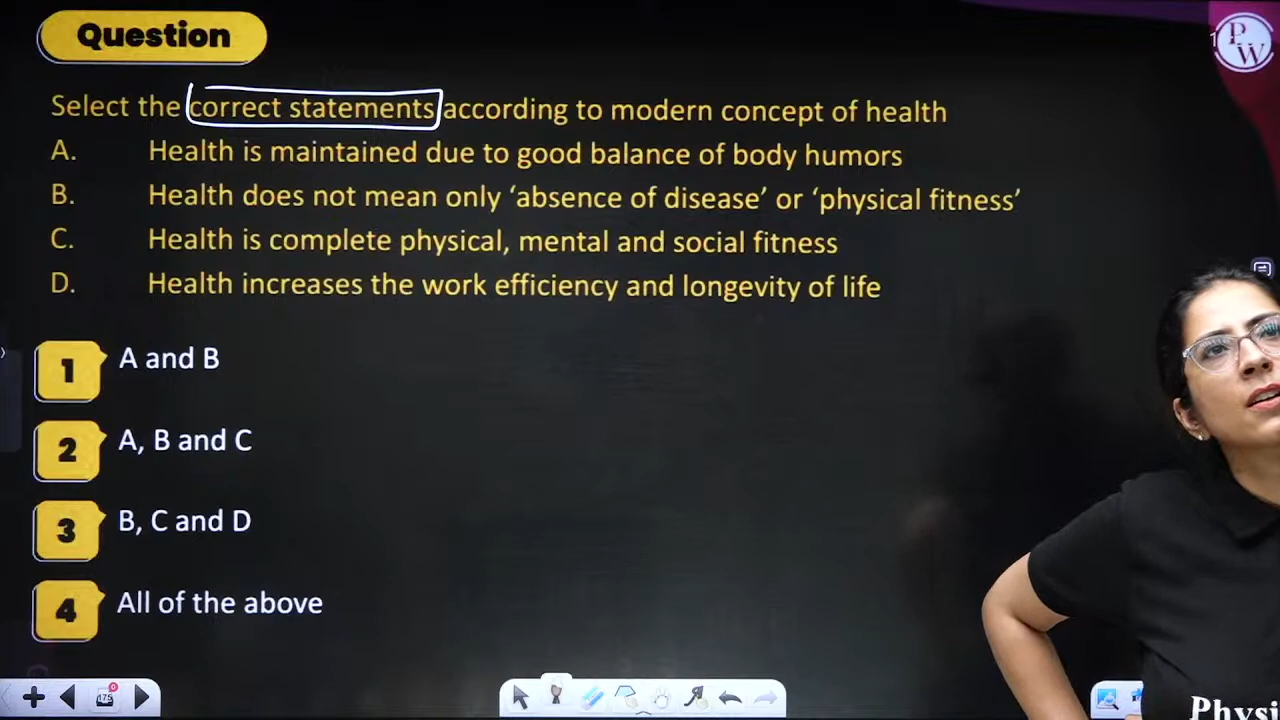 Question
PW
Select the correct statements according to modern concept of health
A. Health is maintained due to good balance of body humors
B. Health does not mean only ‘absence of disease’ or ‘physical fitness’
C. Health is complete physical, mental and social fitness
D. Health increases the work efficiency and longevity of life
1 A and B
2 A, B and C
3 B, C and D
4 All of the above
175
Physi